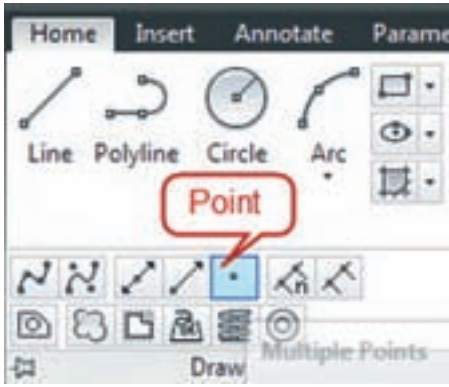 Home Insert Annotate Parame
Line Polyline Circle Arc
Point
n
Draw
Multiple Points